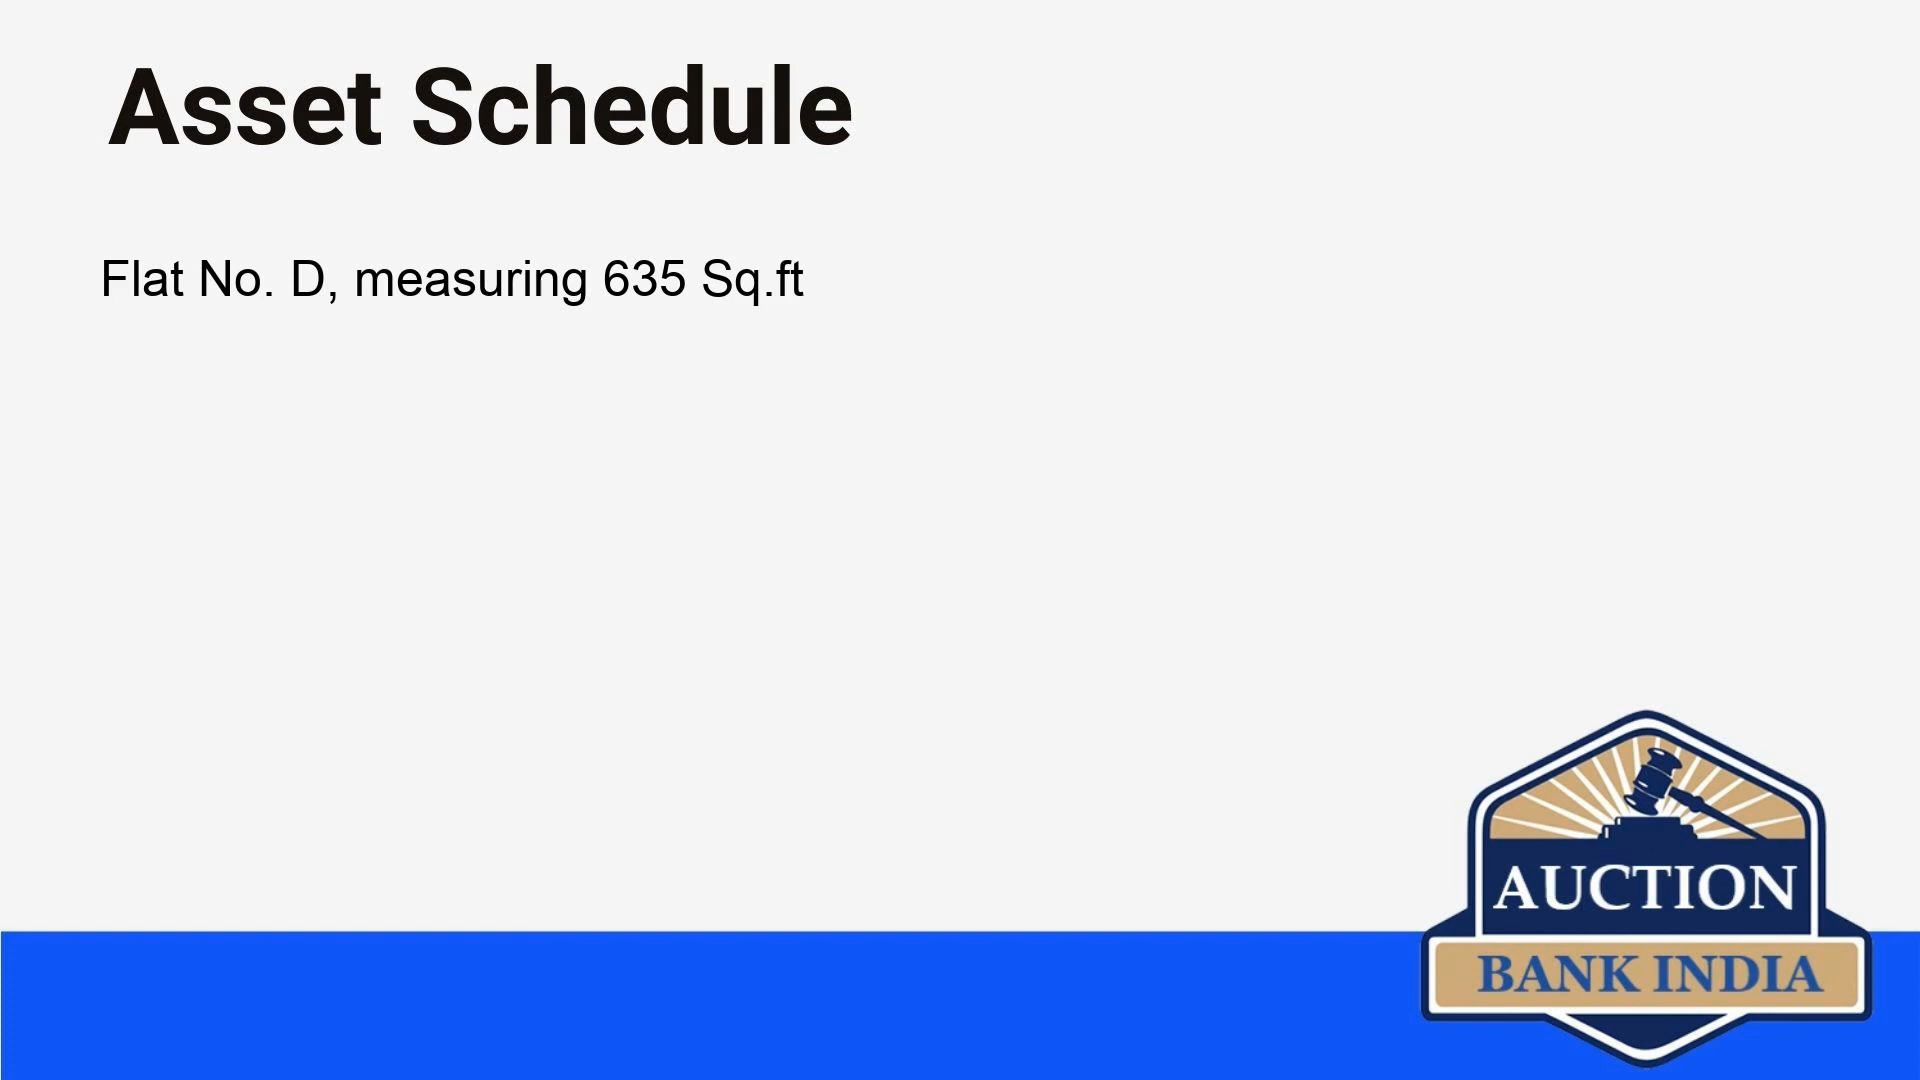 Asset Schedule
Flat No. D, measuring 635 Sq.ft
AUCTION
BANK INDIA